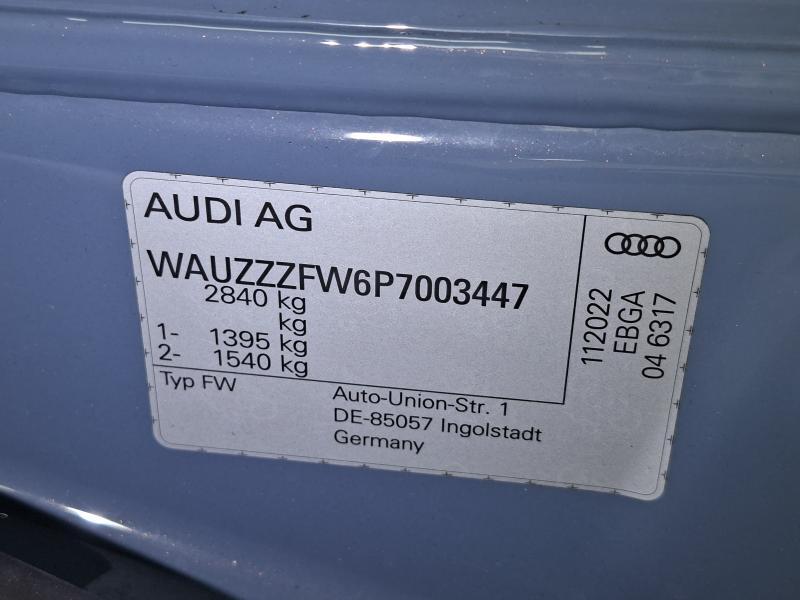 AUDI AG
WAUZZZFW6P7003447
2840 kg
kg
1- 1395 kg
2- 1540 kg
Typ FW
Auto-Union-Str. 1
DE-85057 Ingolstadt
Germany
112022
EBGA
04 6317